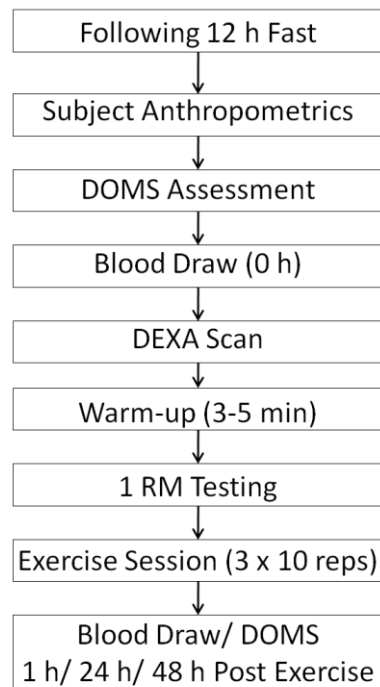 Following 12 h Fast
Subject Anthropometrics
DOMS Assessment
Blood Draw (0 h)
DEXA Scan
Warm-up (3-5 min)
1 RM Testing
Exercise Session (3 x 10 reps)
Blood Draw/ DOMS
1 h/ 24 h/ 48 h Post Exercise